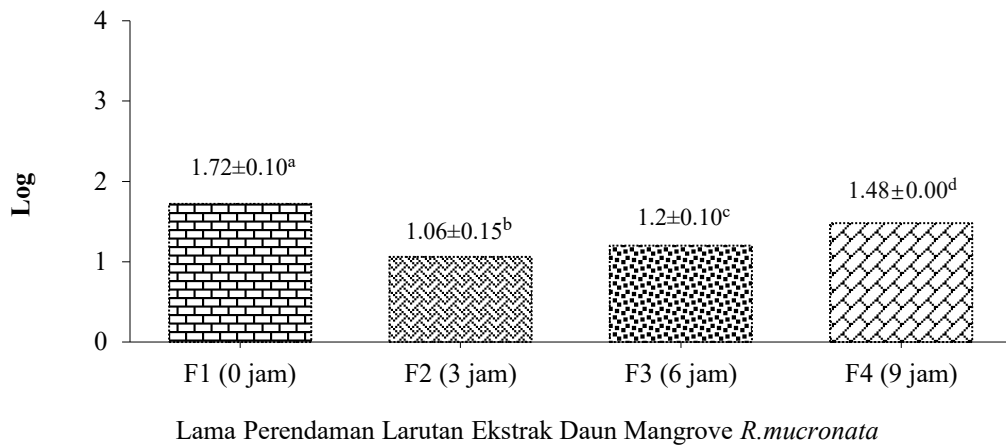 4
3
2
1
0
Log
1.72±0.10ᵃ
1.06±0.15ᵇ
1.2±0.10ᶜ
1.48±0.00ᵈ
F1 (0 jam) F2 (3 jam) F3 (6 jam) F4 (9 jam)
Lama Perendaman Larutan Ekstrak Daun Mangrove R.mucronata